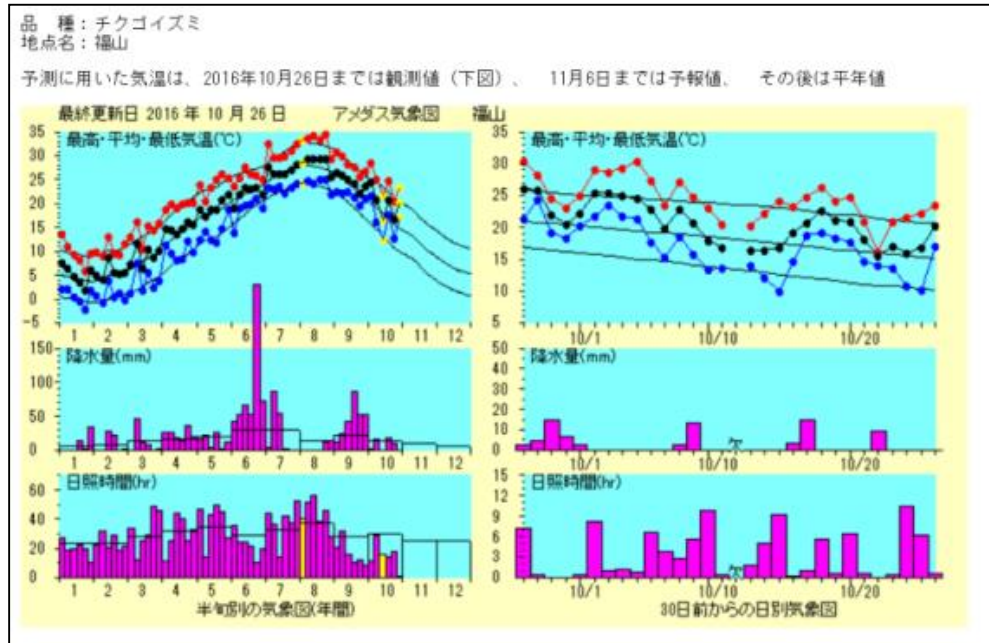 品　種：チクゴイズミ
地点名：福山
予測に用いた気温は、2016年10月26日までは観測値（下図）、　11月6日までは予報値、　その後は平年値
最終更新日 2016 年 10 月 26 日　アメダス気象図　福山
最高・平均・最低気温(℃)
35
30
25
20
15
10
5
0
-5
1 2 3 4 5 6 7 8 9 10 11 12
降水量(mm)
150
100
50
0
1 2 3 4 5 6 7 8 9 10 11 12
日照時間(hr)
60
40
20
0
1 2 3 4 5 6 7 8 9 10 11 12
半旬別の気象図(年間)
最高・平均・最低気温(℃)
35
30
25
20
15
10
5
10/1 10/10 10/20
降水量(mm)
50
40
30
20
10
0
欠
10/1 10/10 10/20
日照時間(hr)
15
12
9
6
3
0
欠
10/1 10/10 10/20
30日前からの日別気象図